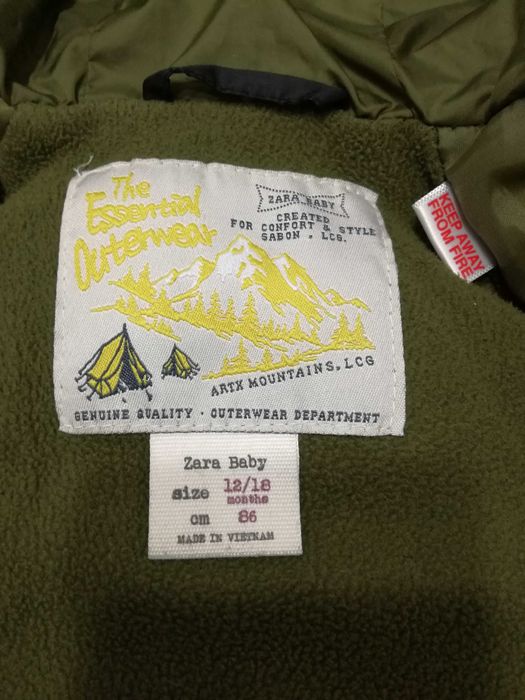 The
Essential
Outerwear
ZARA BABY
CREATED
FOR CONFORT & STYLE
SABON . LCG.
ARTX MOUNTAINS, LCG
GENUINE QUALITY · OUTERWEAR DEPARTMENT
Zara Baby
size 12/18
months
cm 86
MADE IN VIETNAM
KEEP AWAY
FROM FIRE